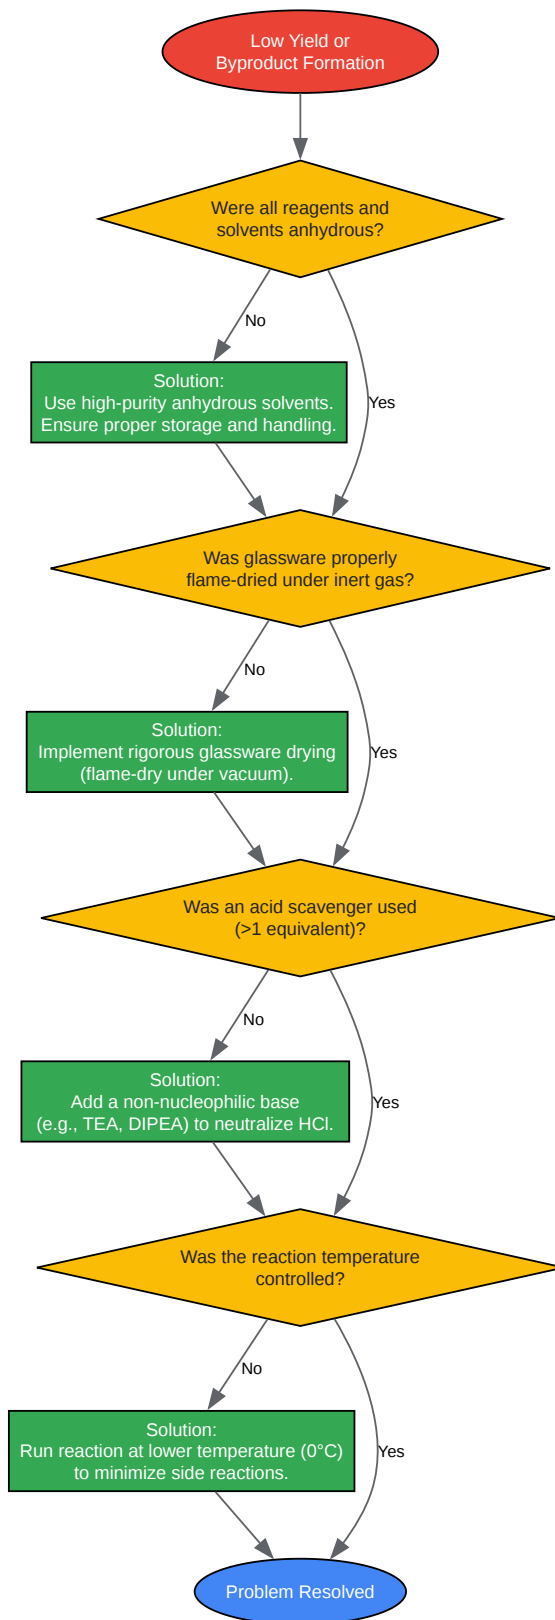 Low Yield or
Byproduct Formation
Were all reagents and
solvents anhydrous?
No
Solution:
Use high-purity anhydrous solvents.
Ensure proper storage and handling.
Yes
Was glassware properly
flame-dried under inert gas?
No
Solution:
Implement rigorous glassware drying
(flame-dry under vacuum).
Yes
Was an acid scavenger used
(>1 equivalent)?
No
Solution:
Add a non-nucleophilic base
(e.g., TEA, DIPEA) to neutralize HCl.
Yes
Was the reaction temperature
controlled?
No
Solution:
Run reaction at lower temperature (0°C)
to minimize side reactions.
Yes
Problem Resolved